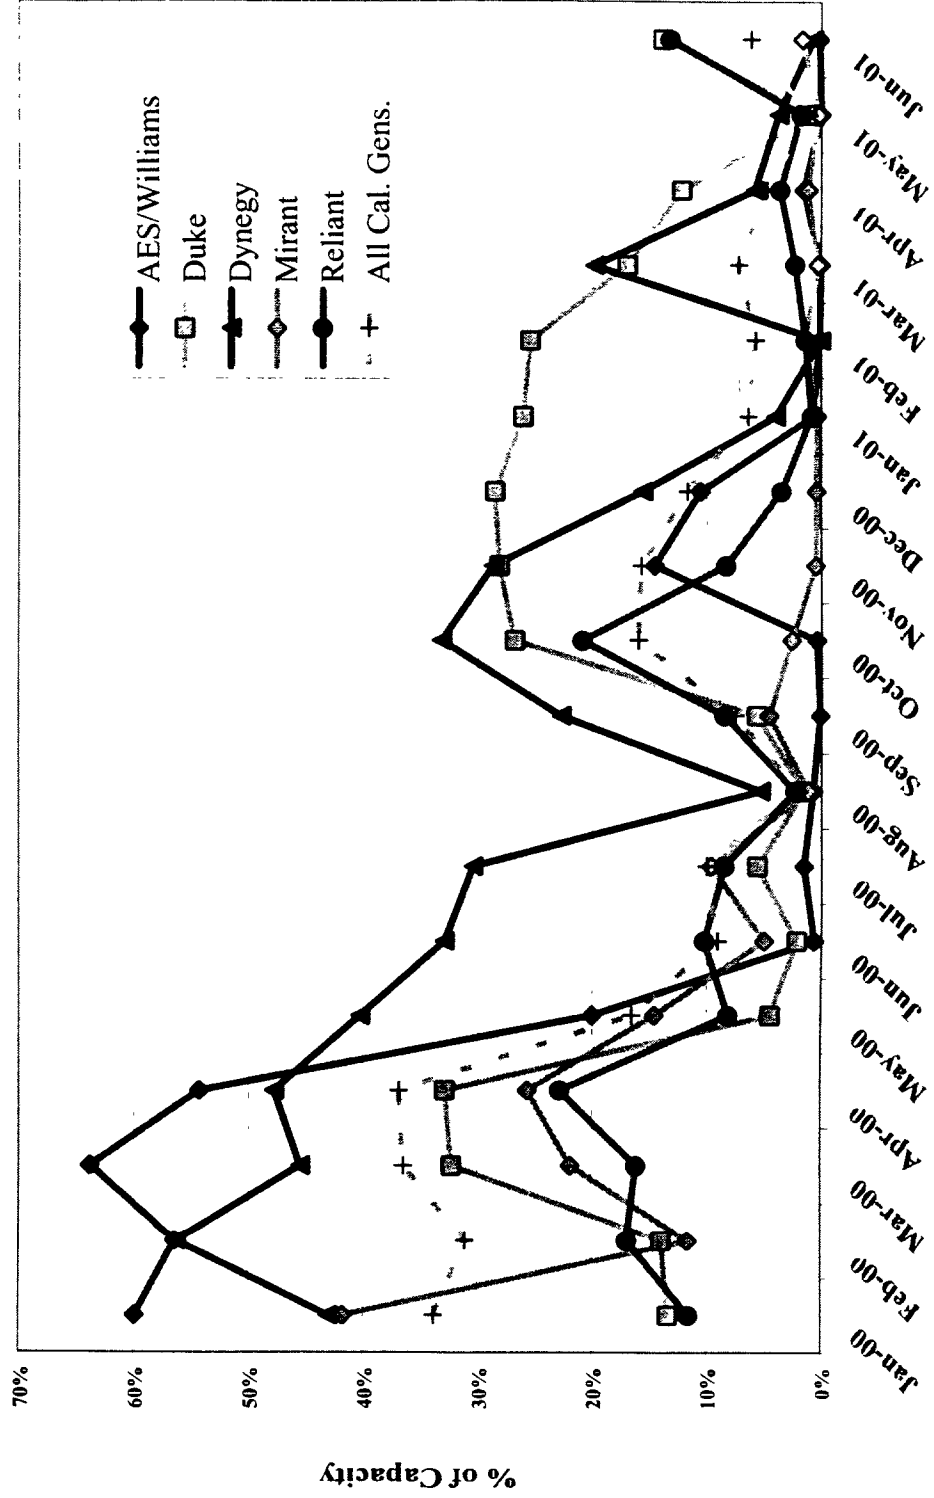 % of Capacity
70%
60%
50%
40%
30%
20%
10%
0%
AES/Williams
Duke
Dynegy
Mirant
Reliant
All Cal. Gens.
Jan-00
Feb-00
Mar-00
Apr-00
May-00
Jun-00
Jul-00
Aug-00
Sep-00
Oct-00
Nov-00
Dec-00
Jan-01
Feb-01
Mar-01
Apr-01
May-01
Jun-01